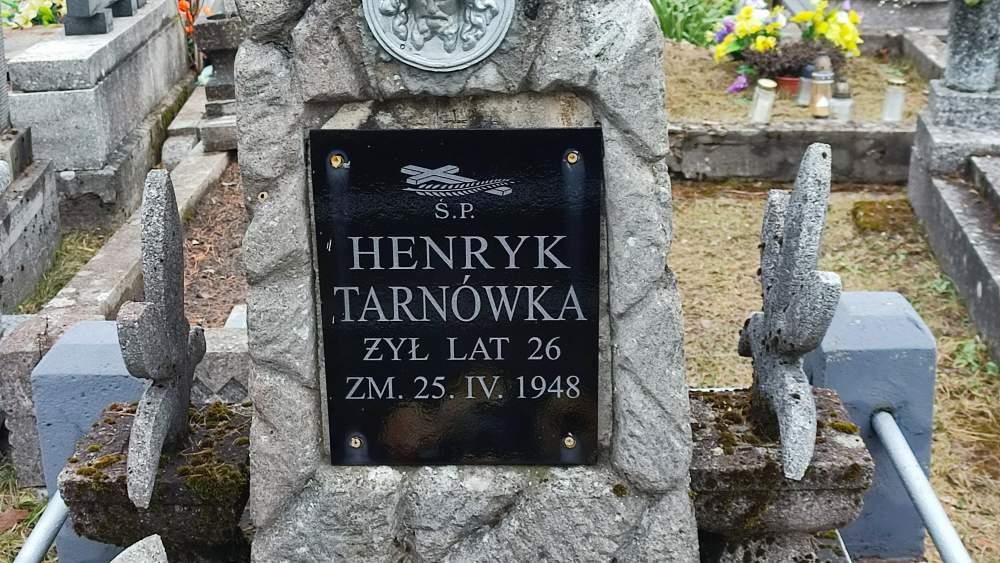 Ś.P.
HENRYK
TARNÓWKA
ŻYŁ LAT 26
ZM. 25. IV. 1948